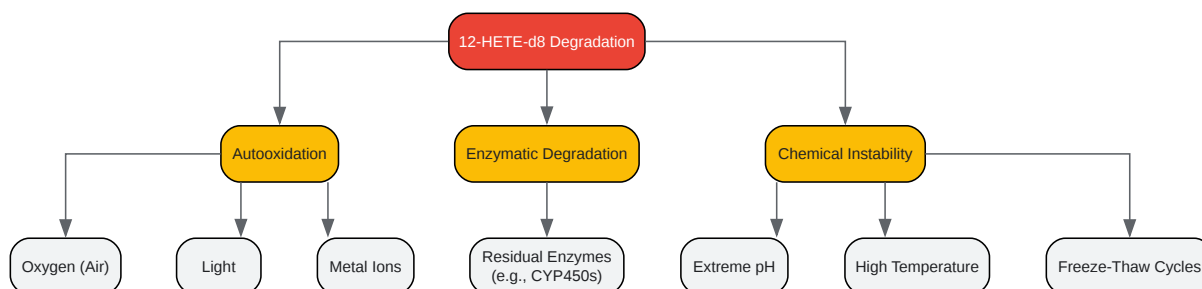 12-HETE-d8 Degradation
Autooxidation
Enzymatic Degradation
Chemical Instability
Oxygen (Air)
Light
Metal Ions
Residual Enzymes
(e.g., CYP450s)
Extreme pH
High Temperature
Freeze-Thaw Cycles